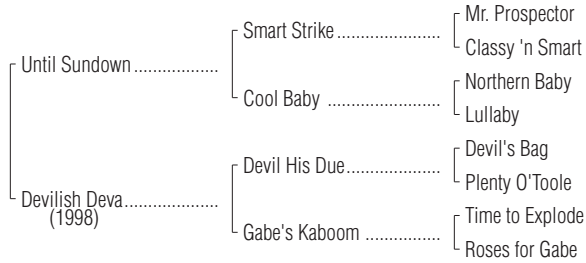 Mr. Prospector
Smart Strike ....................
Classy 'n Smart
Until Sundown .................
Northern Baby
Cool Baby ....................
Lullaby
Devil's Bag
Devil His Due ....................
Plenty O'Toole
Devilish Deva ...................
(1998)
Time to Explode
Gabe's Kaboom ...............
Roses for Gabe